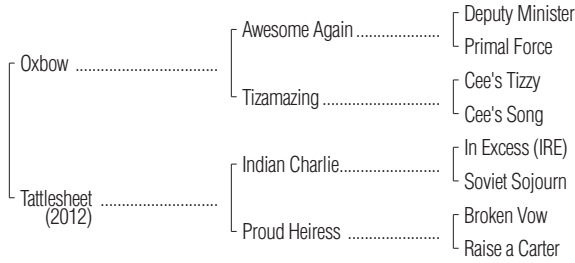 Deputy Minister
Awesome Again ..................
Primal Force
Oxbow ...............................
Cee's Tizzy
Tizamazing ..........................
Cee's Song
In Excess (IRE)
Indian Charlie......................
Soviet Sojourn
Tattlesheet .........................
(2012)
Broken Vow
Proud Heiress ....................
Raise a Carter